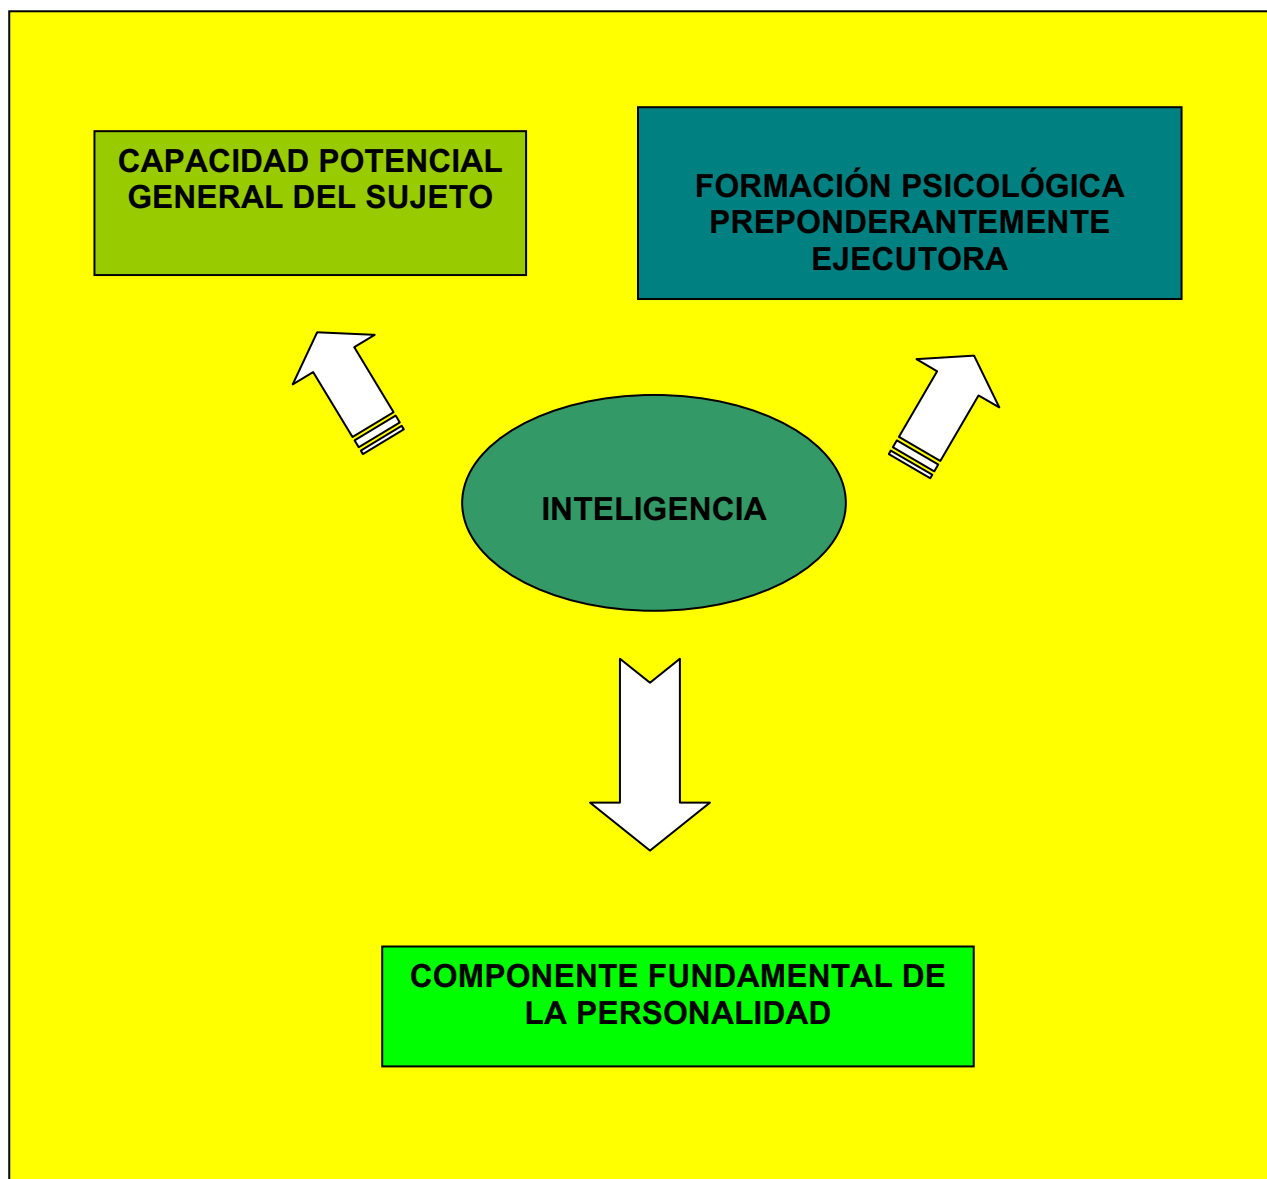 CAPACIDAD POTENCIAL
GENERAL DEL SUJETO
FORMACIÓN PSICOLÓGICA
PREPONDERANTEMENTE
EJECUTORA
INTELIGENCIA
COMPONENTE FUNDAMENTAL DE
LA PERSONALIDAD